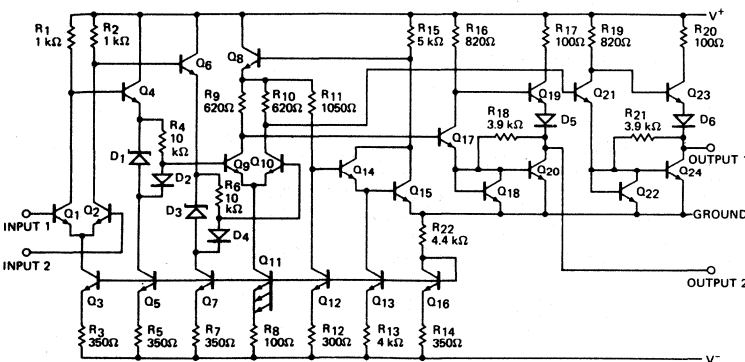 V+
R1
1 kΩ
R2
1 kΩ
Q4
Q6
Q8
R15
5 kΩ
R16
820Ω
R17
100Ω
R19
820Ω
R20
100Ω
R9
620Ω
R10
620Ω
R11
1050Ω
Q19
Q21
Q23
R4
10
kΩ
D1
D2
R18
3.9 kΩ
D5
R21
3.9 kΩ
D6
Q17
OUTPUT 1
Q9
Q10
Q14
Q15
Q20
Q24
R6
10
kΩ
Q18
Q22
INPUT 1
Q1
Q2
D3
D4
GROUND
R22
4.4 kΩ
INPUT 2
Q11
OUTPUT 2
Q3
Q5
Q7
Q12
Q13
Q16
R3
350Ω
R5
350Ω
R7
350Ω
R8
100Ω
R12
300Ω
R13
4 kΩ
R14
350Ω
V−